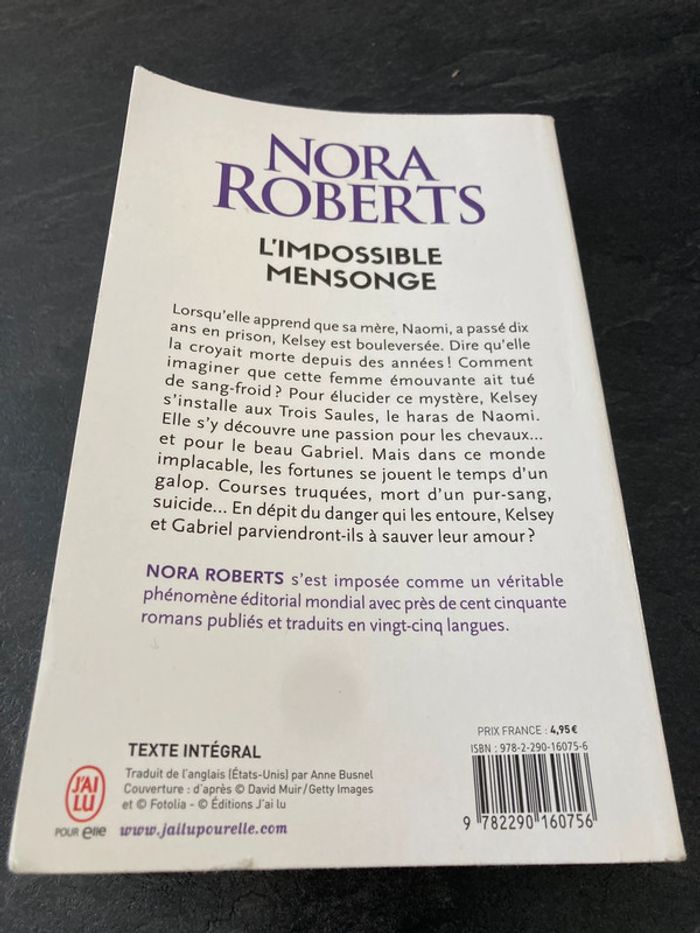 NORA
ROBERTS
L'IMPOSSIBLE
MENSONGE
Lorsqu'elle apprend que sa mère, Naomi, a passé dix
ans en prison, Kelsey est bouleversée. Dire qu'elle
la croyait morte depuis des années ! Comment
imaginer que cette femme émouvante ait tué
de sang-froid ? Pour élucider ce mystère, Kelsey
s'installe aux Trois Saules, le haras de Naomi.
Elle s'y découvre une passion pour les chevaux...
et pour le beau Gabriel. Mais dans ce monde
implacable, les fortunes se jouent le temps d'un
galop. Courses truquées, mort d'un pur-sang,
suicide... En dépit du danger qui les entoure, Kelsey
et Gabriel parviendront-ils à sauver leur amour ?
NORA ROBERTS s'est imposée comme un véritable
phénomène éditorial mondial avec près de cent cinquante
romans publiés et traduits en vingt-cinq langues.
TEXTE INTÉGRAL
Traduit de l'anglais (États-Unis) par Anne Busnel
Couverture : d'après © David Muir / Getty Images
et © Fotolia - © Éditions J'ai lu
J'AI
LU
POUR elle
www.jailupourelle.com
PRIX FRANCE : 4,95 €
ISBN : 978-2-290-16075-6
9 782290 160756